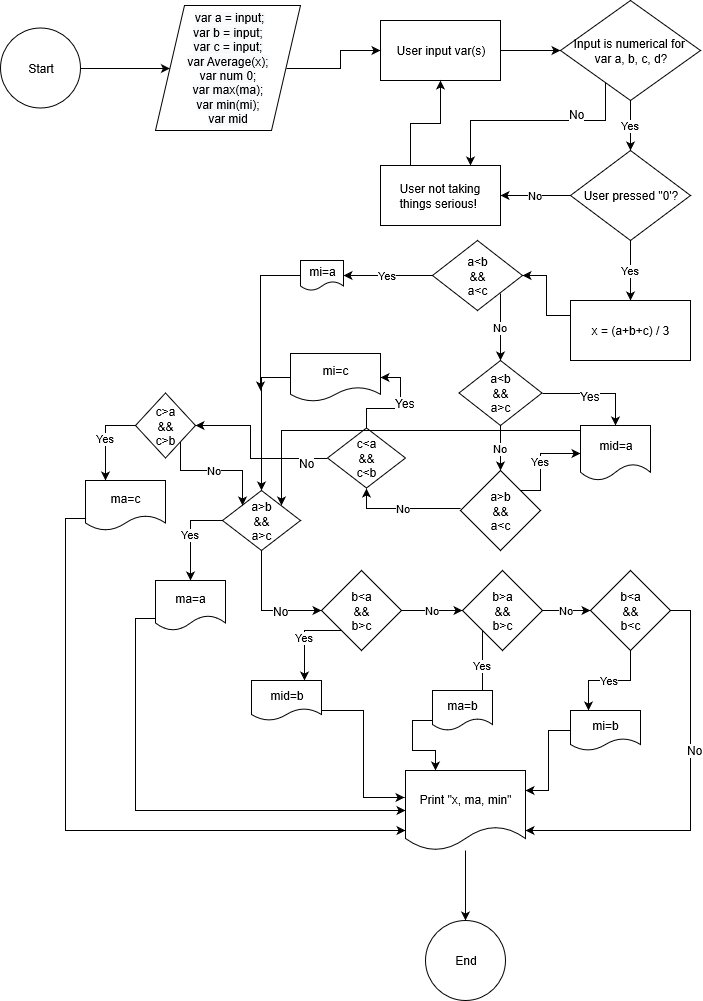 Start
var a = input;
var b = input;
var c = input;
var Average(x);
var num 0;
var max(ma);
var min(mi);
var mid
User input var(s)
Input is numerical for
var a, b, c, d?
No
Yes
User not taking
things serious!
No
User pressed "0'?
Yes
mi=a
Yes
a<b
&&
a<c
x = (a+b+c) / 3
No
mi=c
a<b
&&
a>c
Yes
Yes
c>a
&&
c>b
Yes
No
c<a
&&
c<b
No
No
mid=a
Yes
ma=c
a>b
&&
a<c
No
a>b
&&
a>c
Yes
ma=a
No
b<a
&&
b>c
No
b>a
&&
b>c
No
b<a
&&
b<c
Yes
Yes
Yes
mid=b
ma=b
mi=b
No
Print "x, ma, min"
End